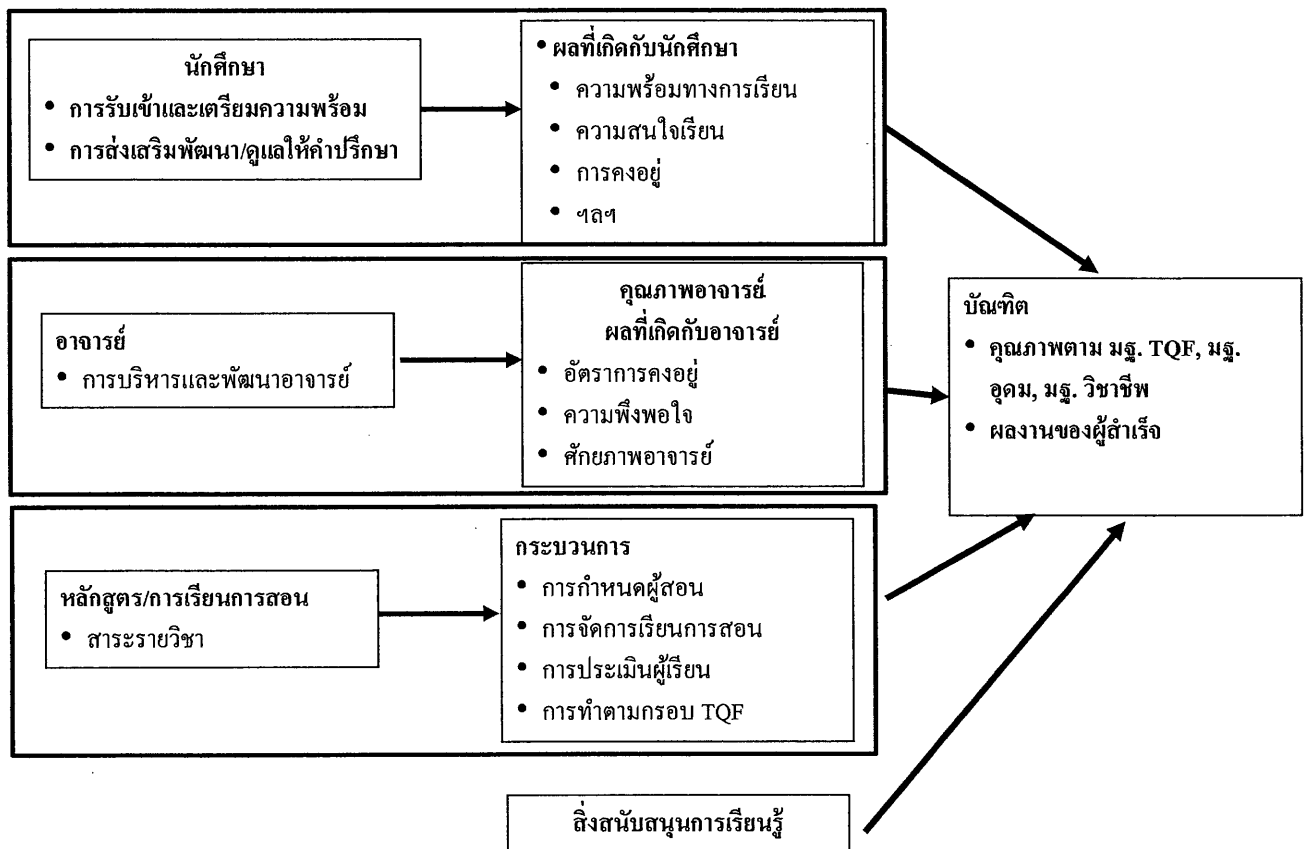 นักศึกษา
• การรับเข้าและเตรียมความพร้อม
• การส่งเสริมพัฒนา/ดูแลให้คำปรึกษา
• ผลที่เกิดกับนักศึกษา
• ความพร้อมทางการเรียน
• ความสนใจเรียน
• การคงอยู่
• ฯลฯ
อาจารย์
• การบริหารและพัฒนาอาจารย์
คุณภาพอาจารย์
ผลที่เกิดกับอาจารย์
• อัตราการคงอยู่
• ความพึงพอใจ
• ศักยภาพอาจารย์
หลักสูตร/การเรียนการสอน
• สาระรายวิชา
กระบวนการ
• การกำหนดผู้สอน
• การจัดการเรียนการสอน
• การประเมินผู้เรียน
• การทำตามกรอบ TQF
สิ่งสนับสนุนการเรียนรู้
บัณฑิต
• คุณภาพตาม มฐ. TQF, มฐ.
อุดม, มฐ. วิชาชีพ
• ผลงานของผู้สำเร็จ